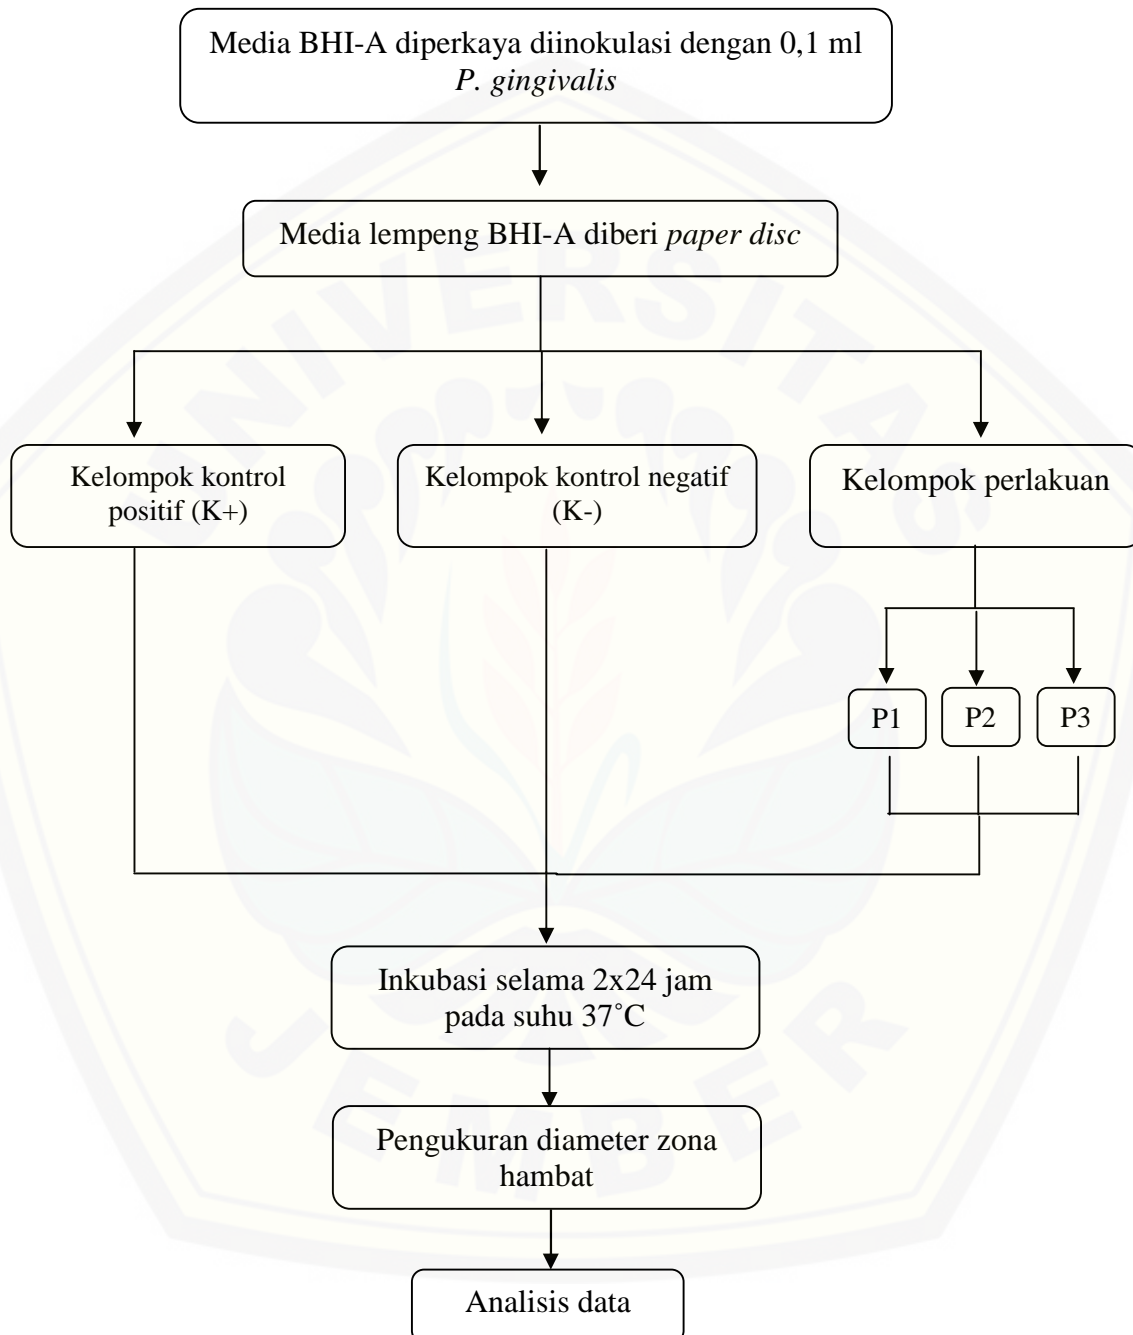 Media BHI-A diperkaya diinokulasi dengan 0,1 ml
P. gingivalis
Media lempeng BHI-A diberi paper disc
UNIVERSITAS
Kelompok kontrol
positif (K+)
Kelompok kontrol negatif
(K-)
Kelompok perlakuan
P1
P2
P3
Inkubasi selama 2x24 jam
pada suhu 37˚C
JEMBER
Pengukuran diameter zona
hambat
Analisis data